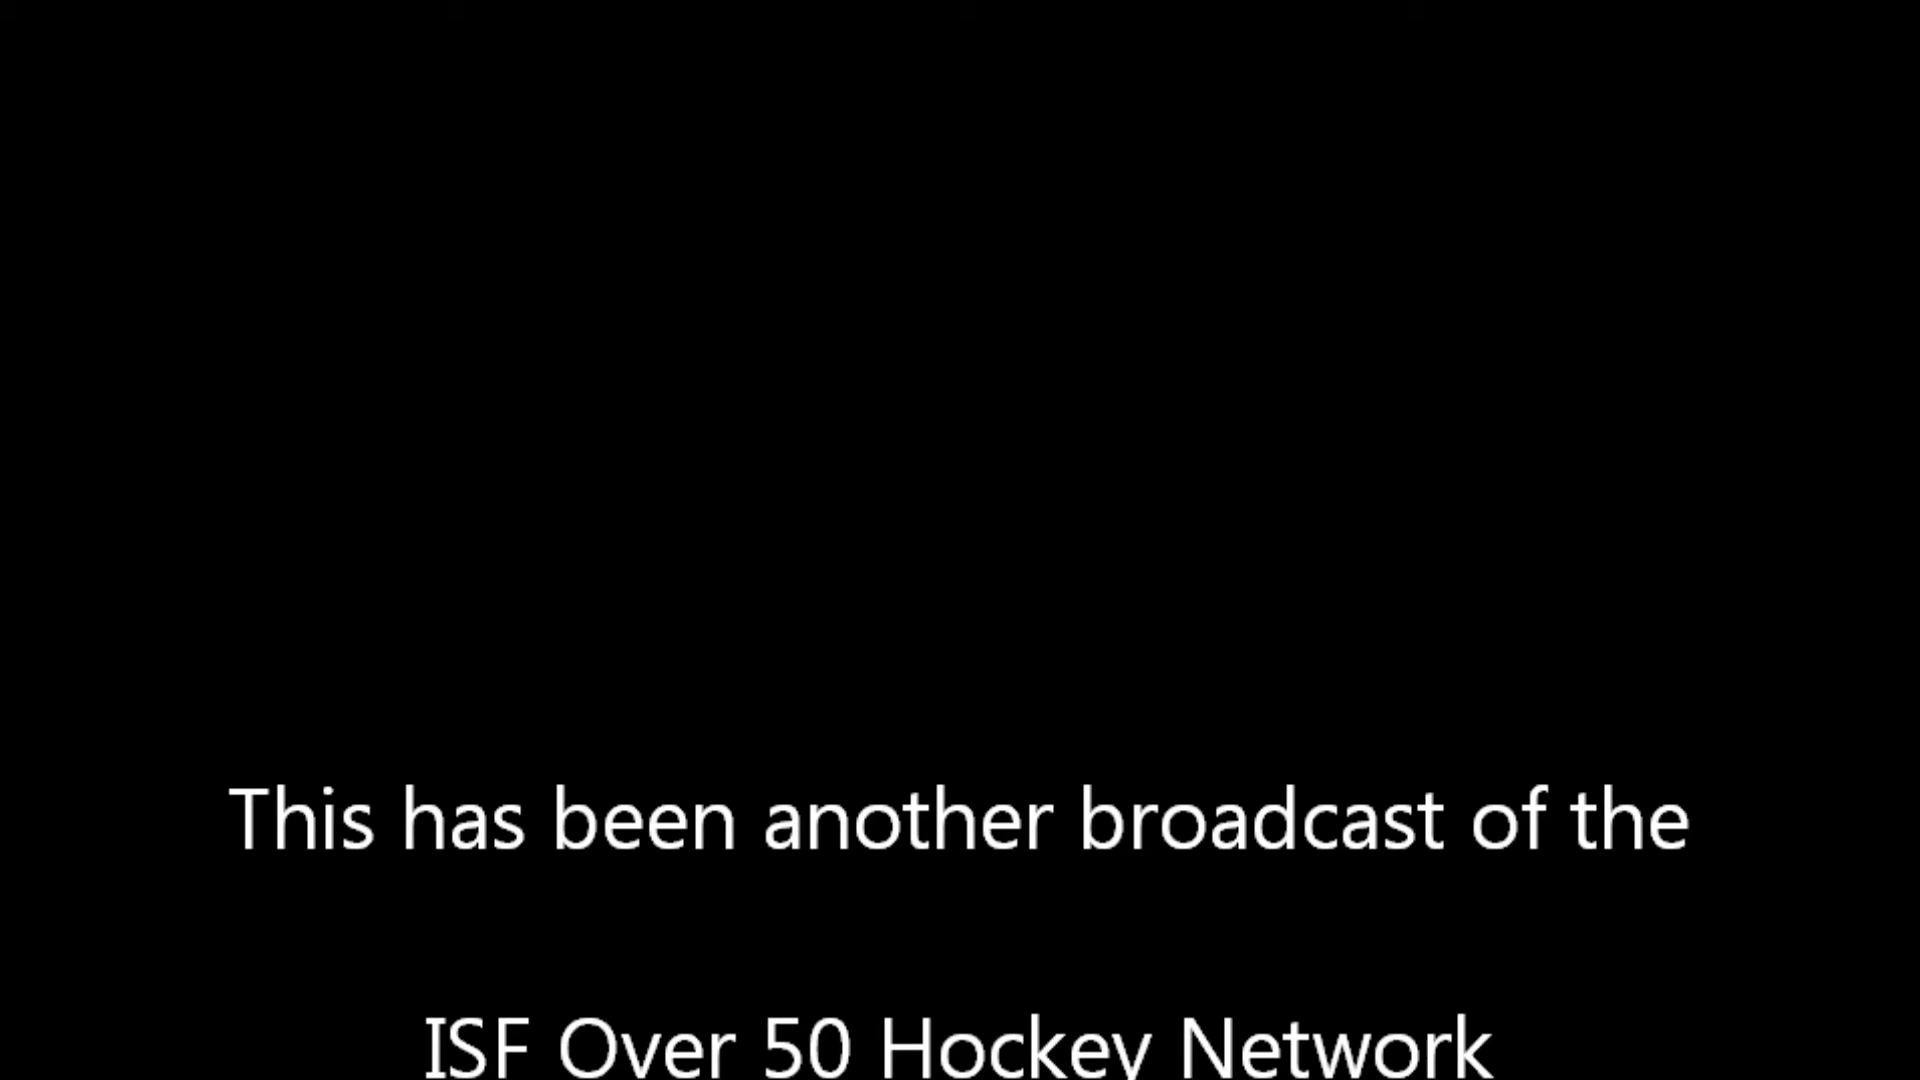 This has been another broadcast of the
ISF Over 50 Hockey Network